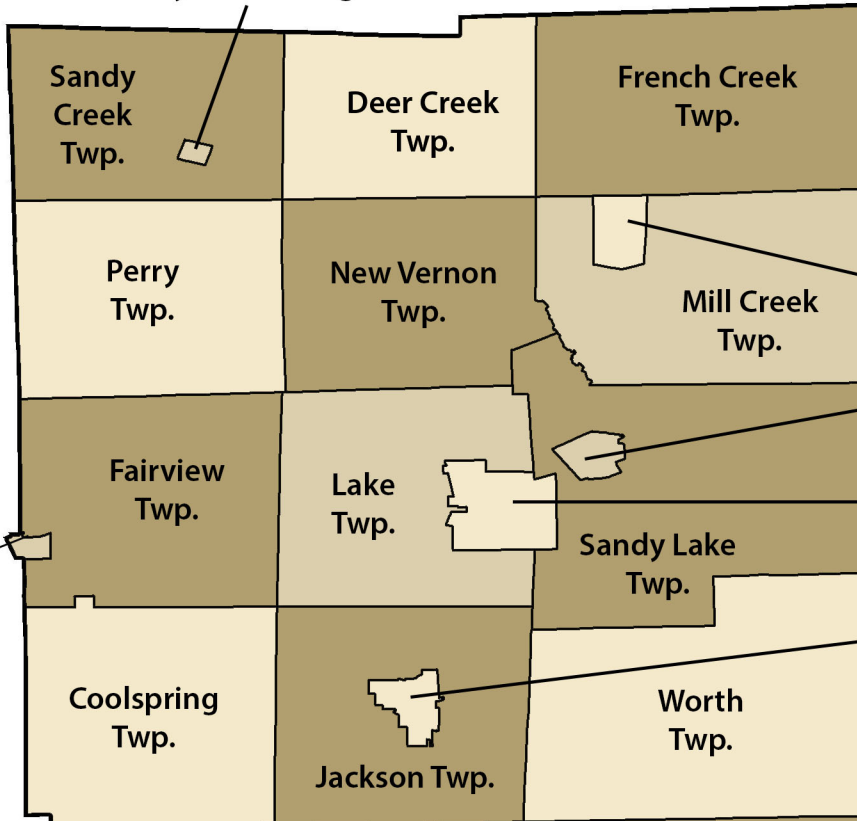 Sandy
Creek
Twp.
Deer Creek
Twp.
French Creek
Twp.
Perry
Twp.
New Vernon
Twp.
Mill Creek
Twp.
Fairview
Twp.
Lake
Twp.
Sandy Lake
Twp.
Coolspring
Twp.
Jackson Twp.
Worth
Twp.